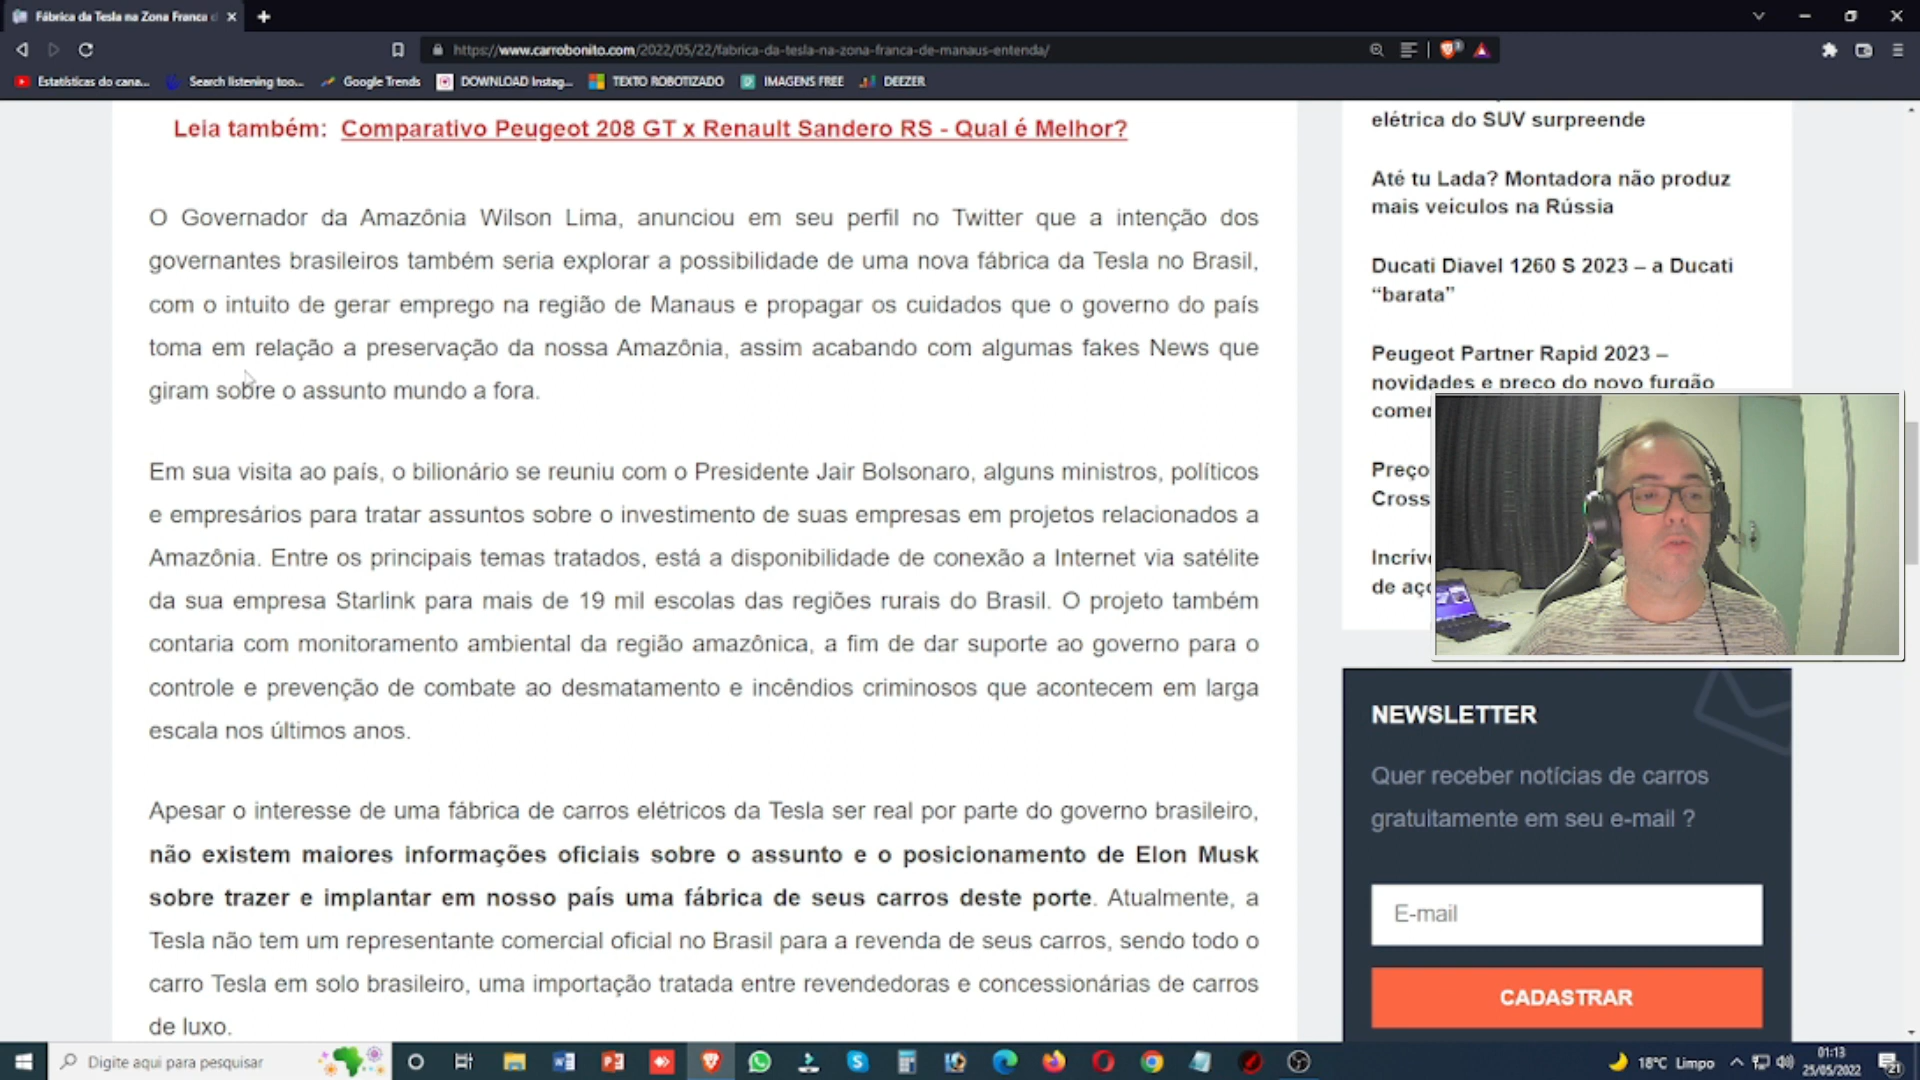 Fábrica da Tesla na Zona Franca d
https://www.carrobonito.com/2022/05/22/fabrica-da-tesla-na-zona-franca-de-manaus-entenda/
Estatísticas do cana...
Search listening too...
Google Trends
DOWNLOAD Instag...
TEXTO ROBOTIZADO
IMAGENS FREE
DEEZER
Leia também: Comparativo Peugeot 208 GT x Renault Sandero RS - Qual é Melhor?
O Governador da Amazônia Wilson Lima, anunciou em seu perfil no Twitter que a intenção dos
governantes brasileiros também seria explorar a possibilidade de uma nova fábrica da Tesla no Brasil,
com o intuito de gerar emprego na região de Manaus e propagar os cuidados que o governo do país
toma em relação a preservação da nossa Amazônia, assim acabando com algumas fakes News que
giram sobre o assunto mundo a fora.
Em sua visita ao país, o bilionário se reuniu com o Presidente Jair Bolsonaro, alguns ministros, políticos
e empresários para tratar assuntos sobre o investimento de suas empresas em projetos relacionados a
Amazônia. Entre os principais temas tratados, está a disponibilidade de conexão a Internet via satélite
da sua empresa Starlink para mais de 19 mil escolas das regiões rurais do Brasil. O projeto também
contaria com monitoramento ambiental da região amazônica, a fim de dar suporte ao governo para o
controle e prevenção de combate ao desmatamento e incêndios criminosos que acontecem em larga
escala nos últimos anos.
Apesar o interesse de uma fábrica de carros elétricos da Tesla ser real por parte do governo brasileiro,
não existem maiores informações oficiais sobre o assunto e o posicionamento de Elon Musk
sobre trazer e implantar em nosso país uma fábrica de seus carros deste porte. Atualmente, a
Tesla não tem um representante comercial oficial no Brasil para a revenda de seus carros, sendo todo o
carro Tesla em solo brasileiro, uma importação tratada entre revendedoras e concessionárias de carros
de luxo.
elétrica do SUV surpreende
Até tu Lada? Montadora não produz
mais veículos na Rússia
Ducati Diavel 1260 S 2023 – a Ducati
“barata”
Peugeot Partner Rapid 2023 –
novidades e preço do novo furgão
comer
Preço
Cross
Incrív
de aço
NEWSLETTER
Quer receber notícias de carros
gratuitamente em seu e-mail ?
E-mail
CADASTRAR
Digite aqui para pesquisar
18°C Limpo
01:13
25/05/2022
21